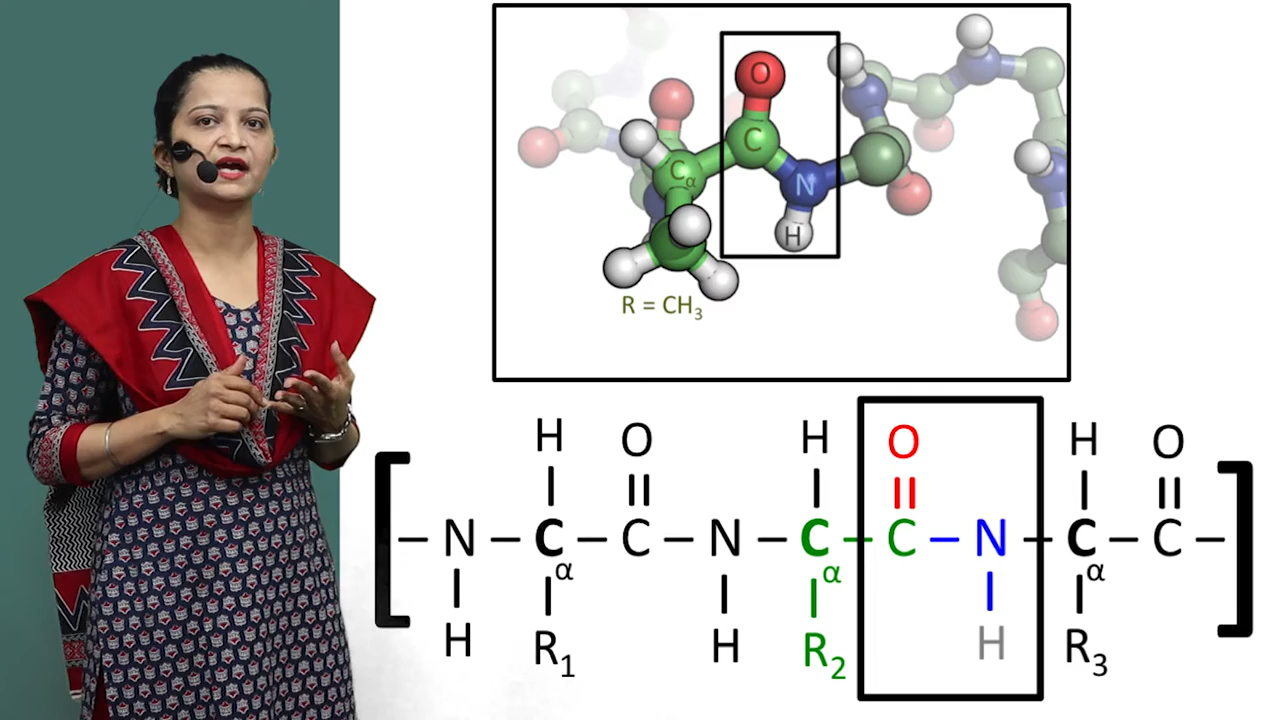 O
C
Cα
N
H
R = CH₃
H O H O H O
[ – N – C – C – N – C – C – N – C – C – ]
α α α
H R₁ H R₂ H R₃